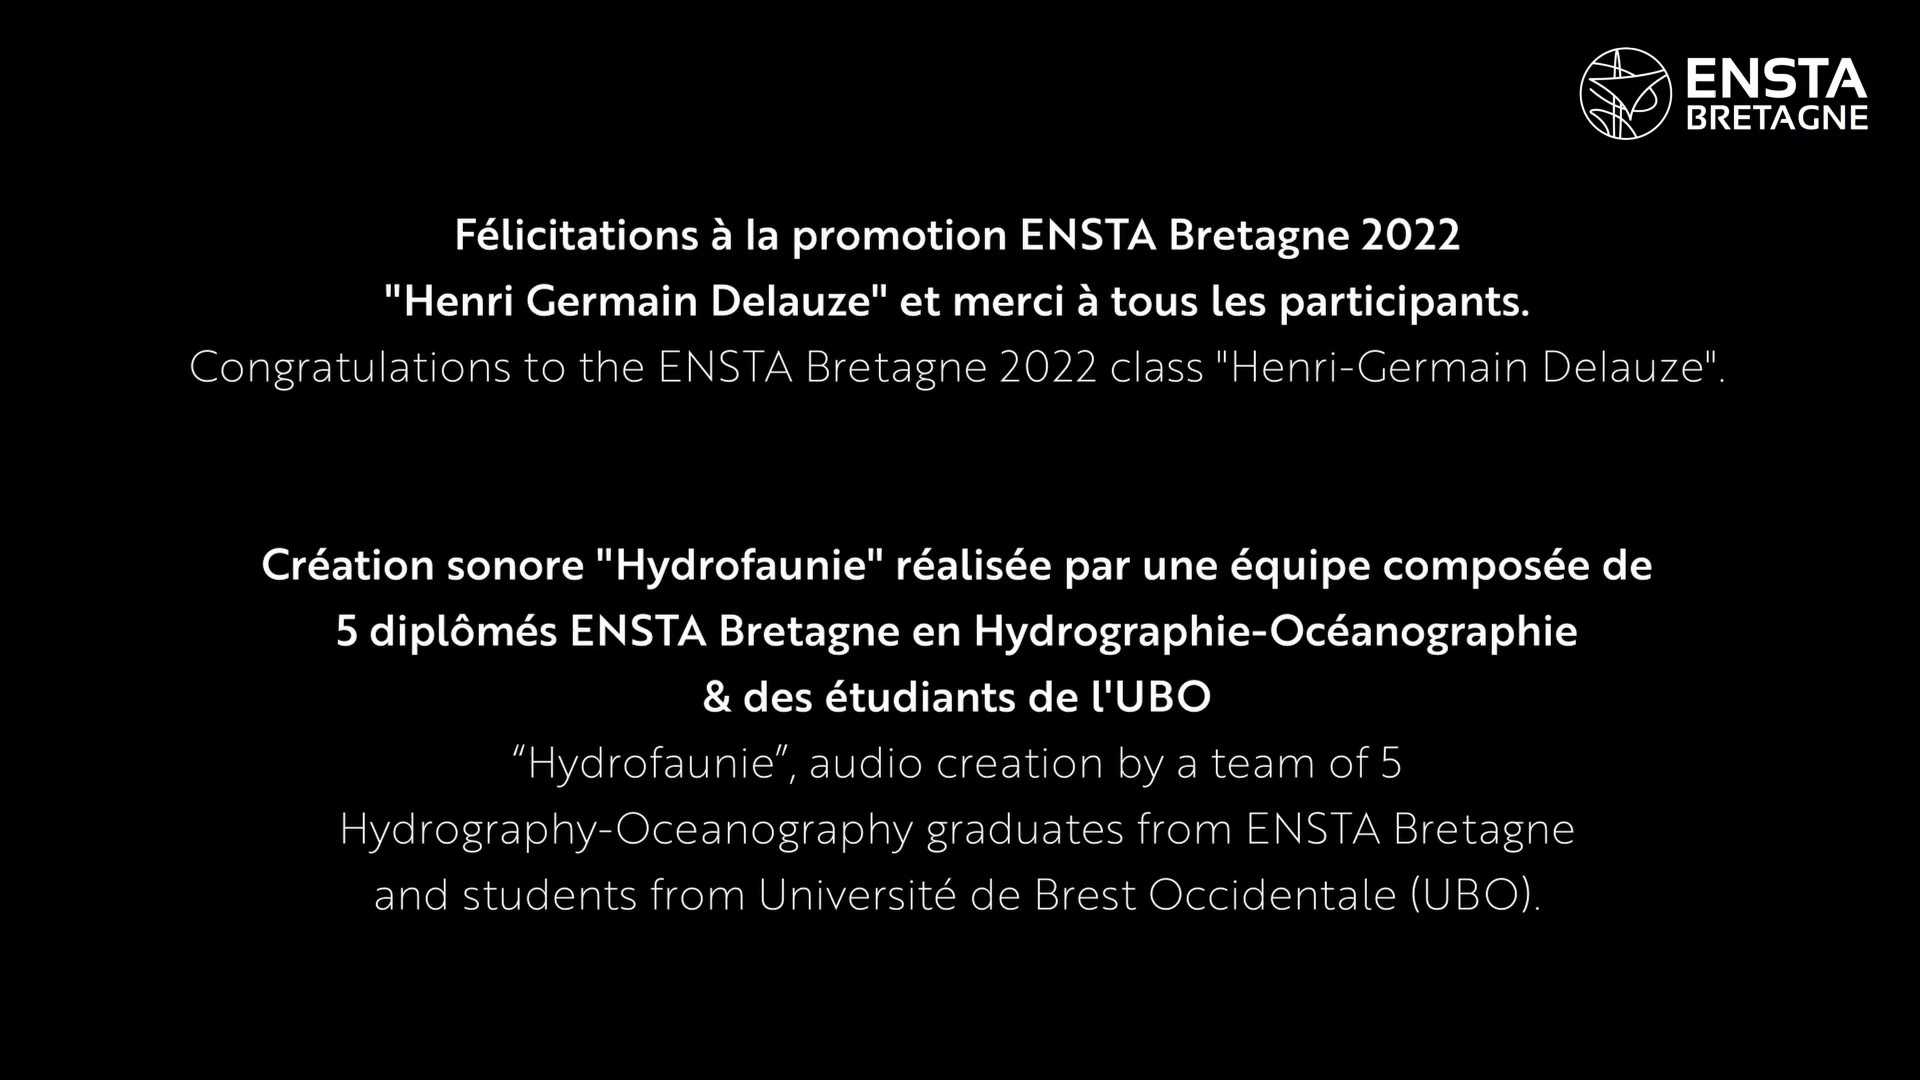 ENSTA
BRETAGNE
Félicitations à la promotion ENSTA Bretagne 2022
"Henri Germain Delauze" et merci à tous les participants.
Congratulations to the ENSTA Bretagne 2022 class "Henri-Germain Delauze".
Création sonore "Hydrofaunie" réalisée par une équipe composée de
5 diplômés ENSTA Bretagne en Hydrographie-Océanographie
& des étudiants de l'UBO
“Hydrofaunie”, audio creation by a team of 5
Hydrography-Oceanography graduates from ENSTA Bretagne
and students from Université de Brest Occidentale (UBO).